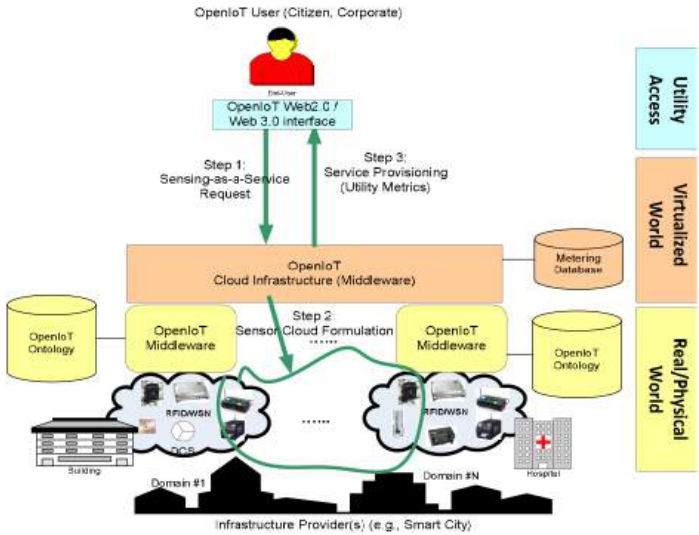 OpenIoT User (Citizen, Corporate)
End-User
OpenIoT Web2.0 /
Web 3.0 interface
Utility
Access
Step 1:
Sensing-as-a-Service
Request
Step 3:
Service Provisioning
(Utility Metrics)
Virtualized
World
OpenIoT
Cloud Infrastructure (Middleware)
Metering
Database
OpenIoT
Ontology
OpenIoT
Middleware
Step 2
Sensor Cloud Formulation
......
OpenIoT
Middleware
OpenIoT
Ontology
Real/Physical
World
RFID/WSN
DCS
......
RFID/WSN
Building
Hospital
Domain #1
Domain #N
Infrastructure Provider(s) (e.g., Smart City)